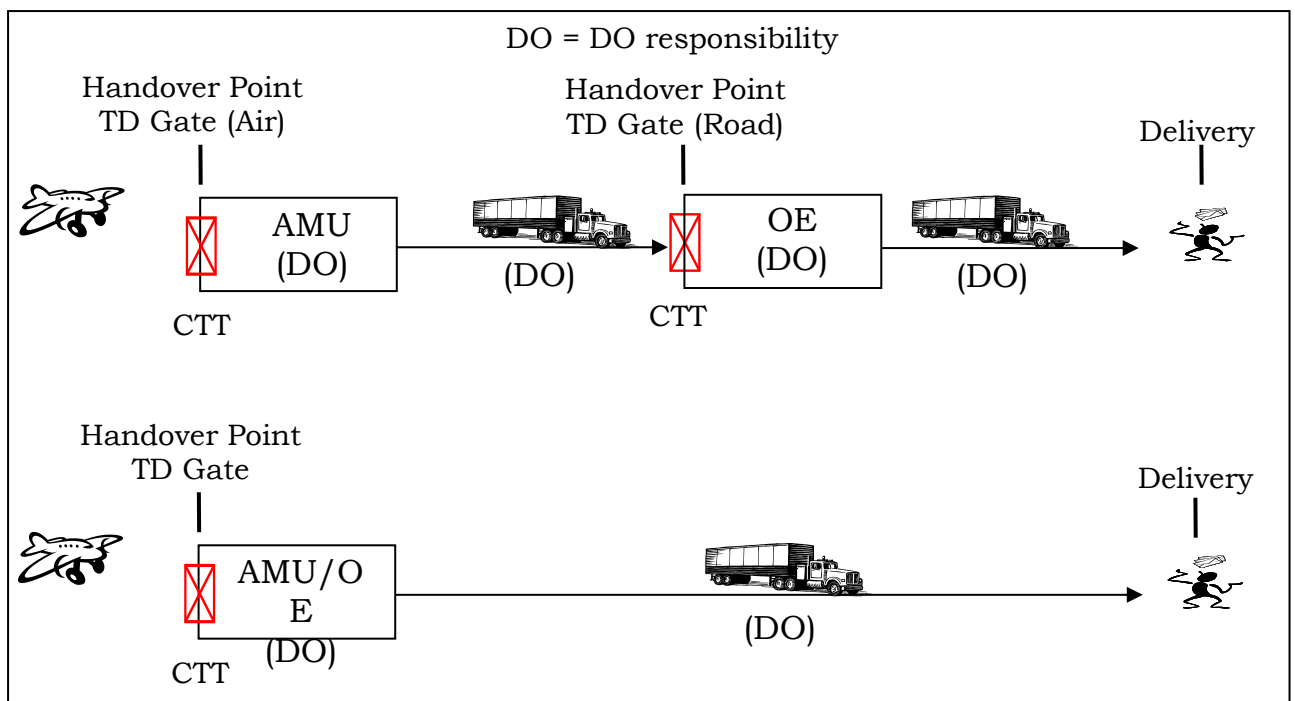 DO = DO responsibility
Handover Point
TD Gate (Air)
Handover Point
TD Gate (Road)
Delivery
AMU
(DO)
(DO)
OE
(DO)
(DO)
CTT
CTT
Handover Point
TD Gate
Delivery
AMU/O
E
(DO)
(DO)
CTT